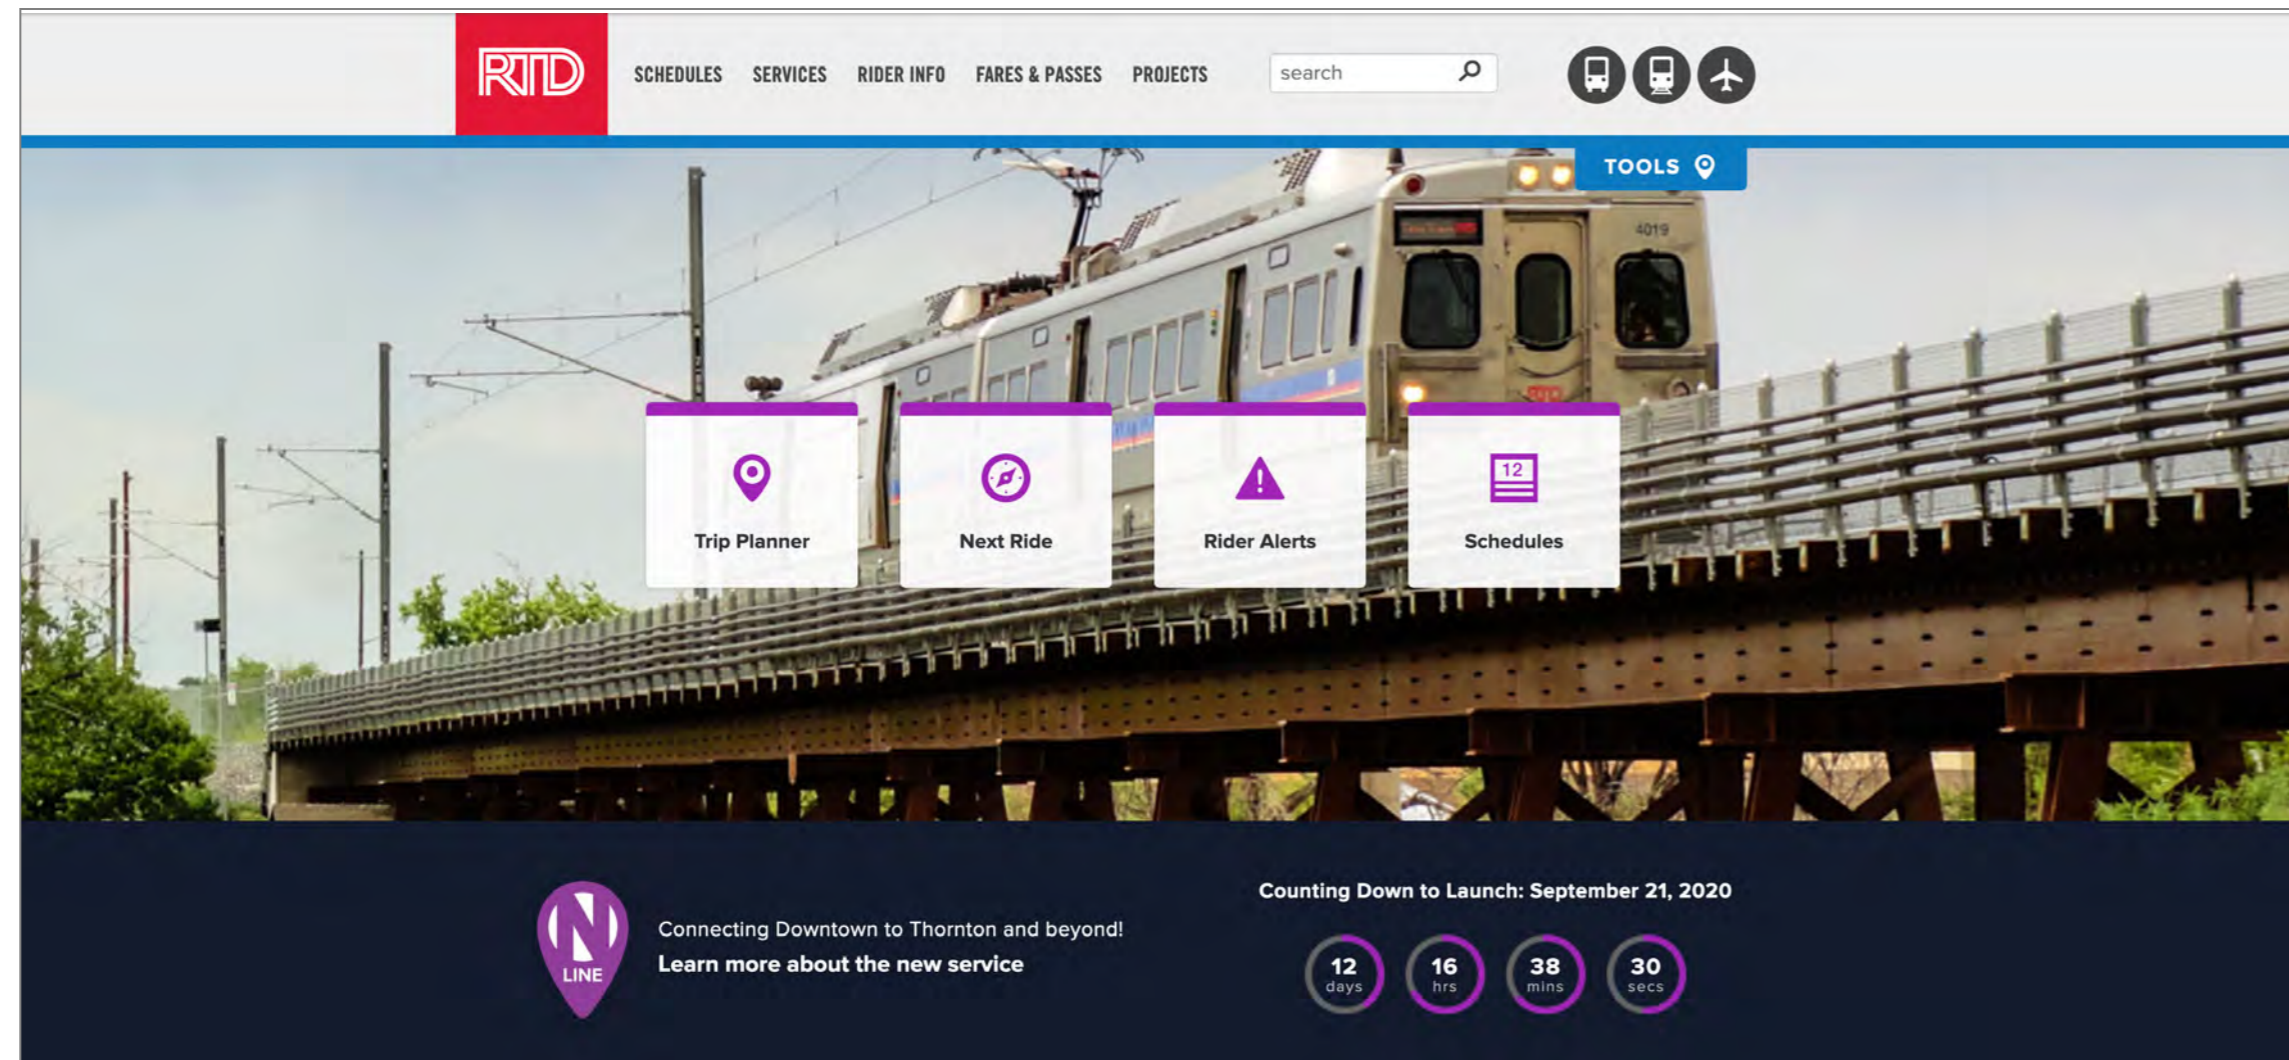 RTD
SCHEDULES SERVICES RIDER INFO FARES & PASSES PROJECTS
search
TOOLS
4019
RTD
12
Trip Planner
Next Ride
Rider Alerts
Schedules
N
LINE
Connecting Downtown to Thornton and beyond!
Learn more about the new service
Counting Down to Launch: September 21, 2020
12 days
16 hrs
38 mins
30 secs